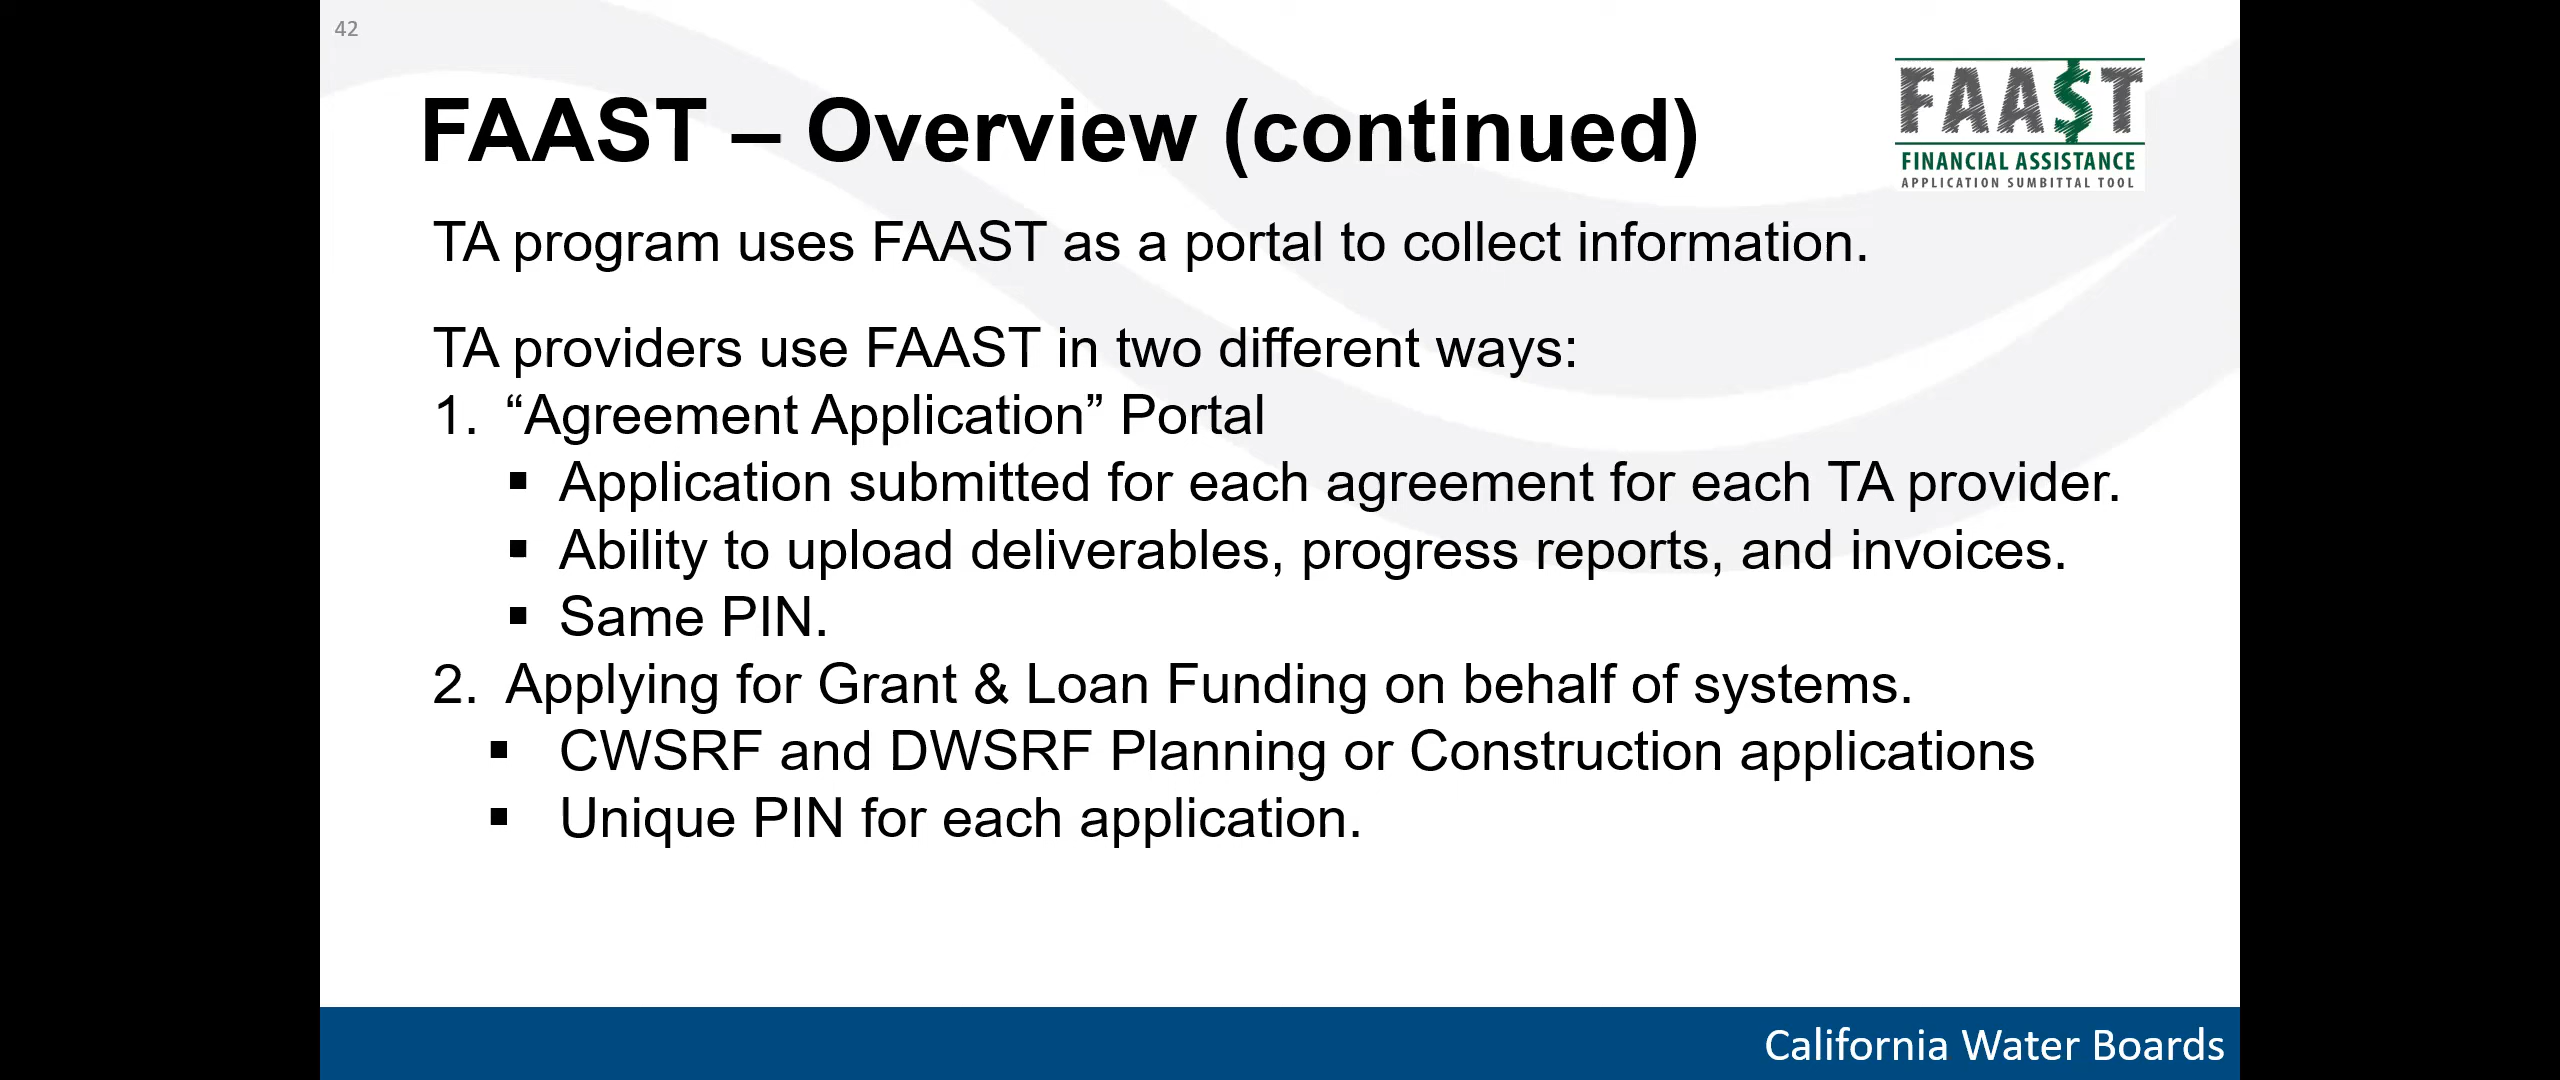 42
FAAST – Overview (continued)
FAA$T
FINANCIAL ASSISTANCE
APPLICATION SUMBITTAL TOOL
TA program uses FAAST as a portal to collect information.
TA providers use FAAST in two different ways:
1. “Agreement Application” Portal
▪ Application submitted for each agreement for each TA provider.
▪ Ability to upload deliverables, progress reports, and invoices.
▪ Same PIN.
2. Applying for Grant & Loan Funding on behalf of systems.
▪ CWSRF and DWSRF Planning or Construction applications
▪ Unique PIN for each application.
California Water Boards